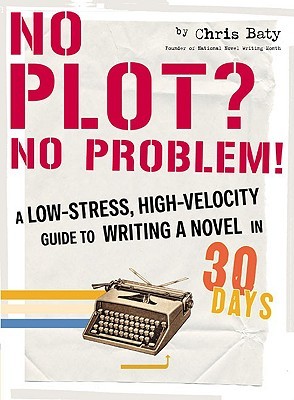 NO
PLOT?
NO PROBLEM!
by Chris Baty
Founder of National Novel Writing Month
A LOW-STRESS, HIGH-VELOCITY
GUIDE TO WRITING A NOVEL IN
30
DAYS